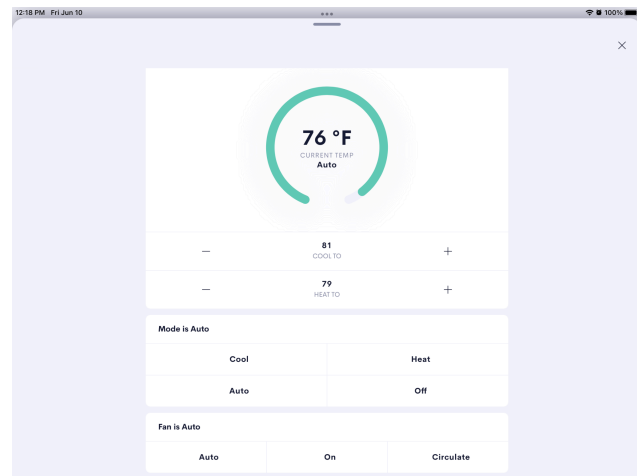 12:18 PM Fri Jun 10 100%
76 °F
CURRENT TEMP
Auto
81
COOL TO
79
HEAT TO
Mode is Auto
Cool Heat
Auto Off
Fan is Auto
Auto On Circulate